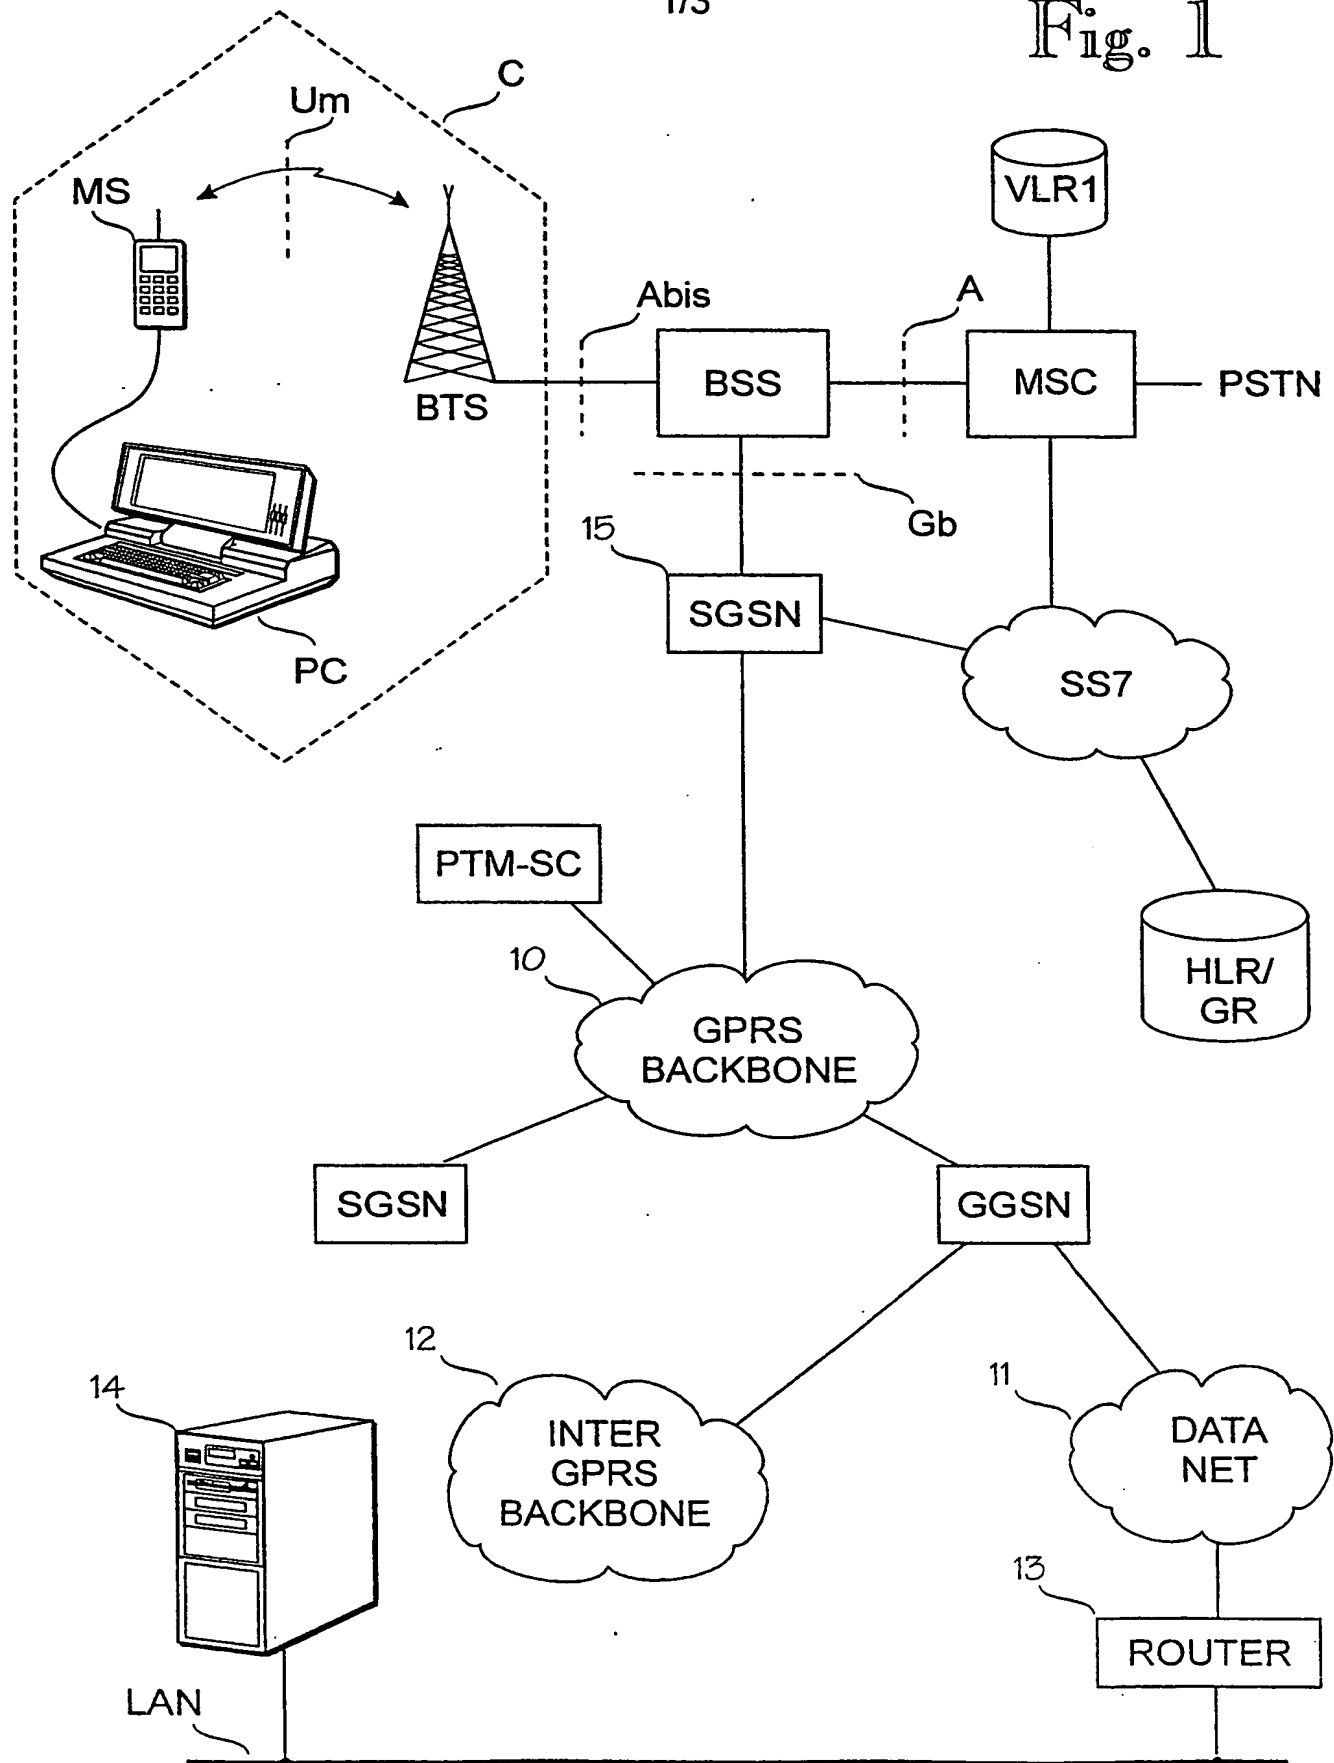 1/3
Fig. 1
C
Um
MS
VLR1
Abis
A
BSS
MSC
PSTN
BTS
Gb
15
SGSN
PC
SS7
PTM-SC
10
HLR/
GR
GPRS
BACKBONE
SGSN
GGSN
12
11
14
INTER
GPRS
BACKBONE
DATA
NET
13
ROUTER
LAN